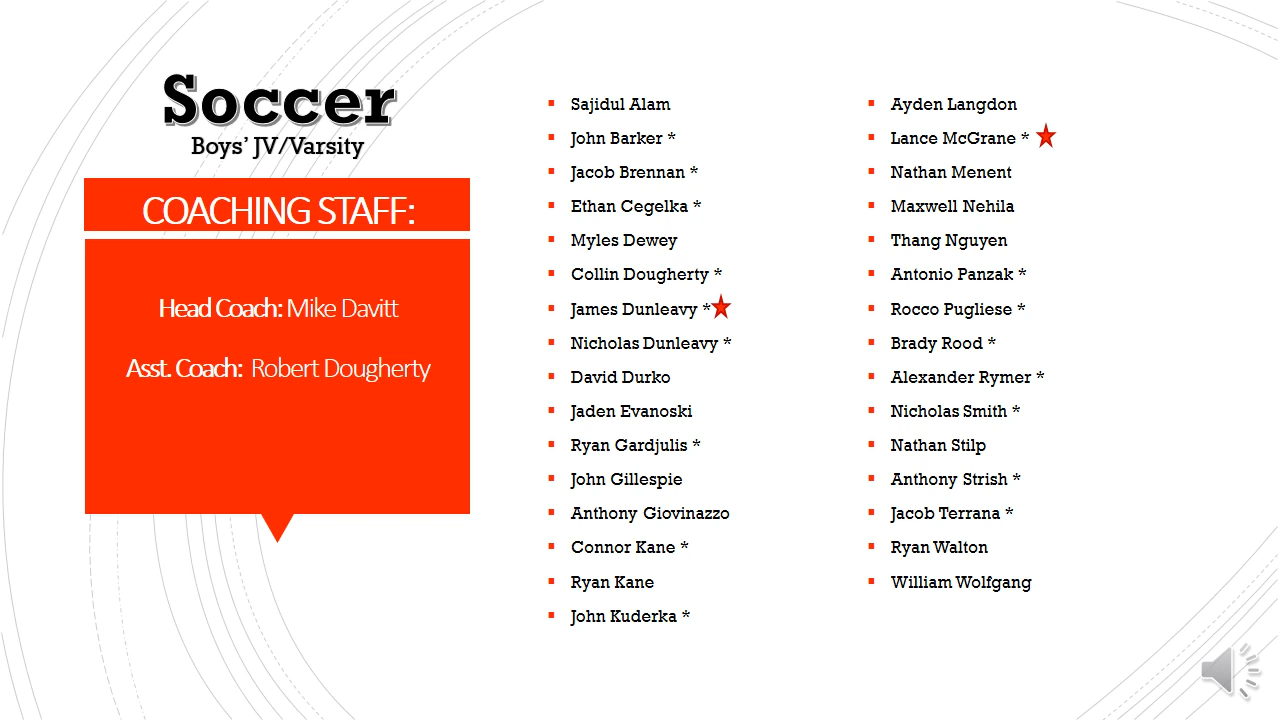 Soccer
Boys’ JV/Varsity
COACHING STAFF:
Head Coach: Mike Davitt
Asst. Coach: Robert Dougherty
Sajidul Alam
John Barker *
Jacob Brennan *
Ethan Cegelka *
Myles Dewey
Collin Dougherty *
James Dunleavy *
Nicholas Dunleavy *
David Durko
Jaden Evanoski
Ryan Gardjulis *
John Gillespie
Anthony Giovinazzo
Connor Kane *
Ryan Kane
John Kuderka *
Ayden Langdon
Lance McGrane *
Nathan Menent
Maxwell Nehila
Thang Nguyen
Antonio Panzak *
Rocco Pugliese *
Brady Rood *
Alexander Rymer *
Nicholas Smith *
Nathan Stilp
Anthony Strish *
Jacob Terrana *
Ryan Walton
William Wolfgang